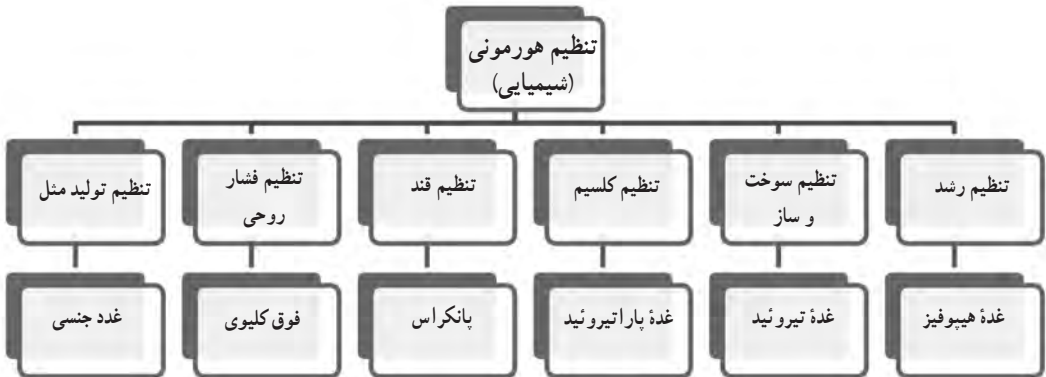 تنظیم هورمونی
(شیمیایی)
تنظیم رشد
تنظیم سوخت
و ساز
تنظیم کلسیم
تنظیم قند
تنظیم فشار
روحی
تنظیم تولید مثل
غدهٔ هیپوفیز
غدهٔ تیروئید
غدهٔ پاراتیروئید
پانکراس
فوق کلیوی
غدد جنسی